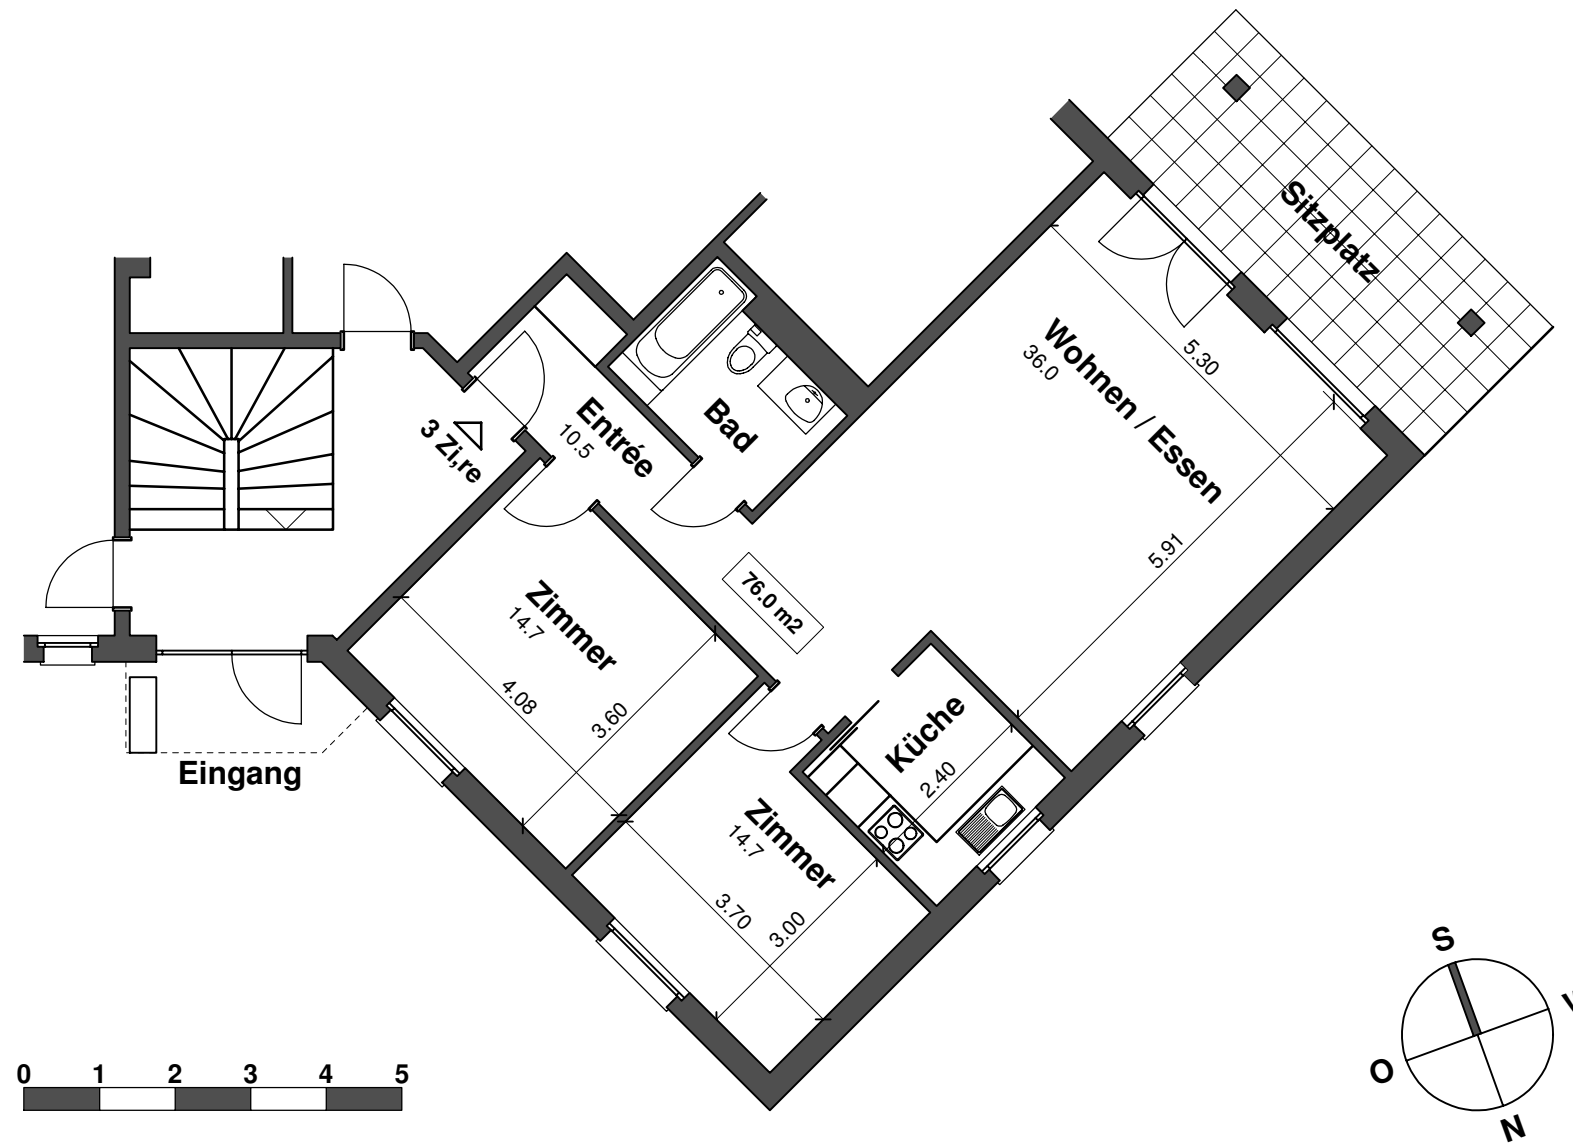 Sitzplatz
Wohnen / Essen
36.0
5.30
5.91
Bad
Entrée
10.5
3 Zi,re
76.0 m2
Zimmer
14.7
4.08
3.60
Küche
2.40
Zimmer
14.7
3.70
3.00
Eingang
0 1 2 3 4 5
S
O
N